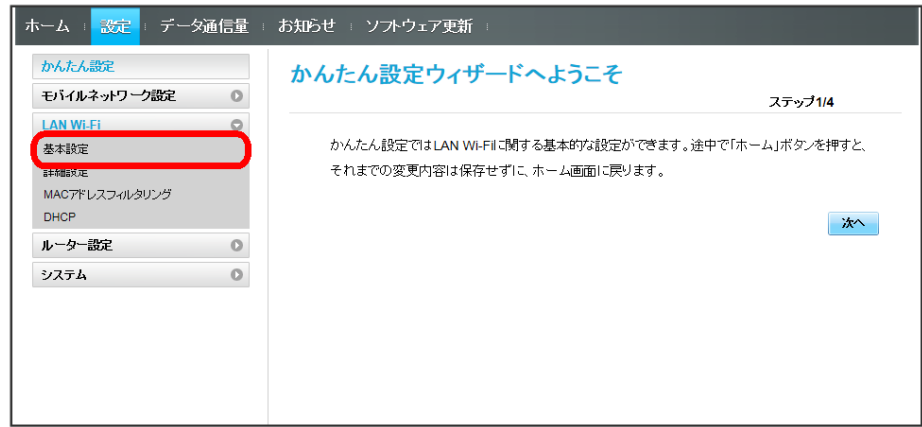 ホーム 設定 データ通信量 お知らせ ソフトウェア更新
かんたん設定
モバイルネットワーク設定
LAN Wi-Fi
基本設定
詳細設定
MACアドレスフィルタリング
DHCP
ルーター設定
システム
かんたん設定ウィザードへようこそ
ステップ1/4
かんたん設定ではLAN Wi-Fiに関する基本的な設定ができます。途中で「ホーム」ボタンを押すと、
それまでの変更内容は保存せずに、ホーム画面に戻ります。
次へ